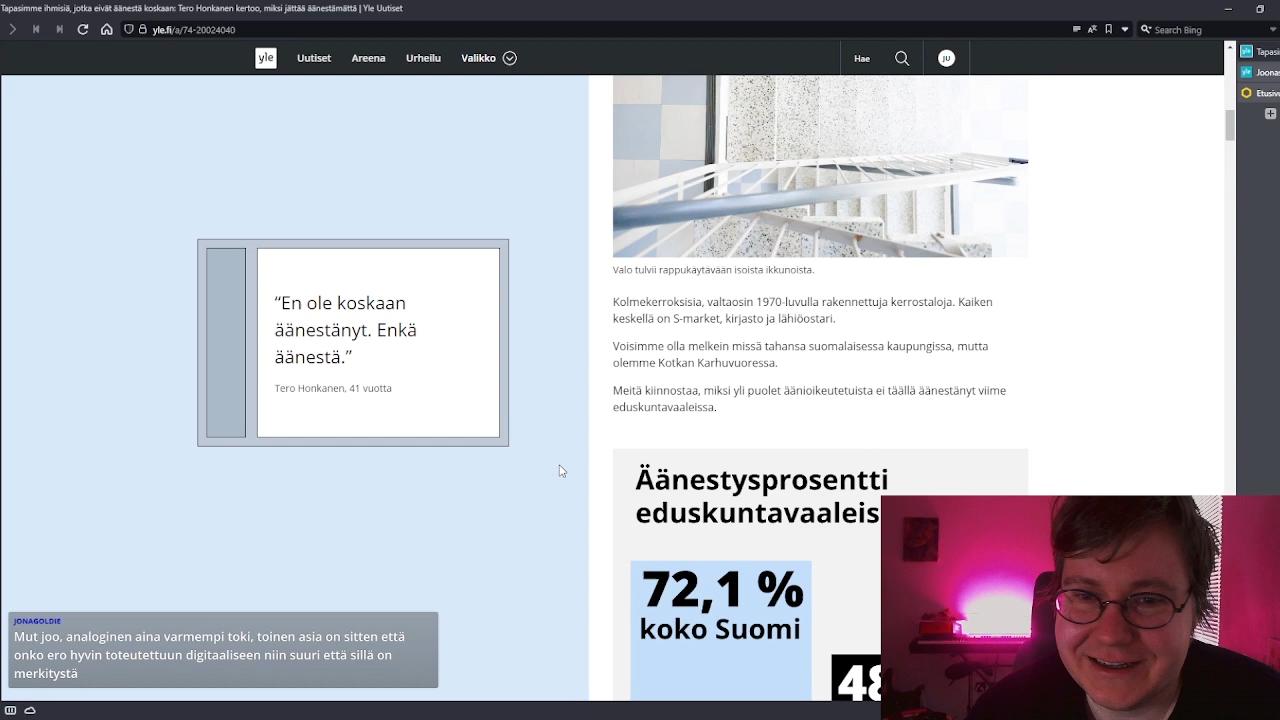 Tapasimme ihmisiä, jotka eivät äänestä koskaan: Tero Honkanen kertoo, miksi jättää äänestämättä | Yle Uutiset
yle.fi/a/74-20024040
Search Bing
yle
Uutiset
Areena
Urheilu
Valikko
Hae
JU
yle Tapasi
yle Joonas
Etusivu
“En ole koskaan
äänestänyt. Enkä
äänestä.”
Tero Honkanen, 41 vuotta
Valo tulvii rappukäytävään isoista ikkunoista.
Kolmekerroksisia, valtaosin 1970-luvulla rakennettuja kerrostaloja. Kaiken
keskellä on S-market, kirjasto ja lähiöostari.
Voisimme olla melkein missä tahansa suomalaisessa kaupungissa, mutta
olemme Kotkan Karhuvuoressa.
Meitä kiinnostaa, miksi yli puolet äänioikeutetuista ei täällä äänestänyt viime
eduskuntavaaleissa.
Äänestysprosentti
eduskuntavaaleis
72,1 %
koko Suomi
48
JONAGOLDIE
Mut joo, analoginen aina varmempi toki, toinen asia on sitten että
onko ero hyvin toteutettuun digitaaliseen niin suuri että sillä on
merkitystä